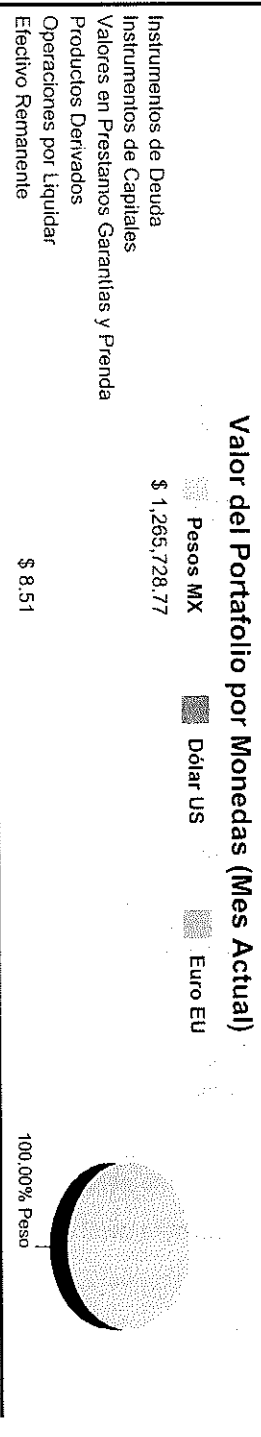 Valor del Portafolio por Monedas (Mes Actual)
Pesos MX Dólar US Euro EU
Instrumentos de Deuda $ 1,265,728.77
Instrumentos de Capitales
Valores en Prestamos Garantías y Prenda
Productos Derivados
Operaciones por Liquidar
Efectivo Remanente $ 8.51
100.00% Peso